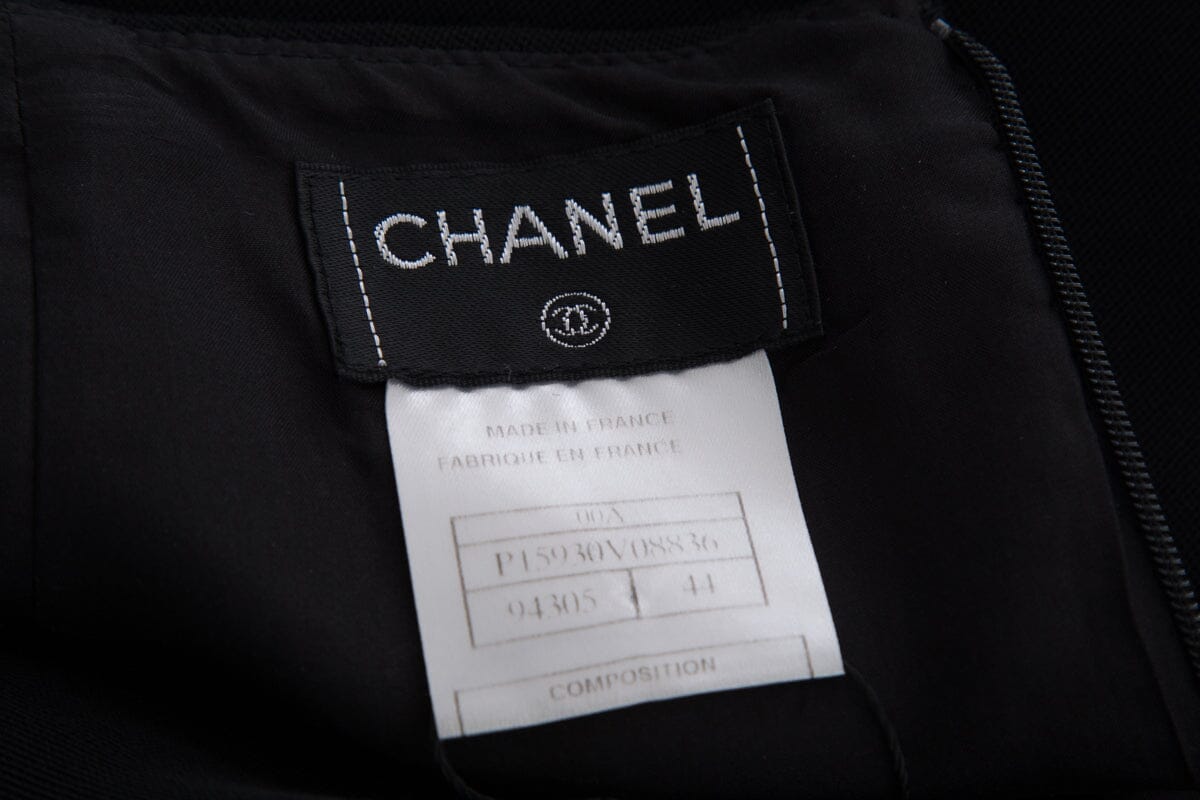 CHANEL
MADE IN FRANCE
FABRIQUE EN FRANCE
00A
P15930V08836
94305 44
COMPOSITION